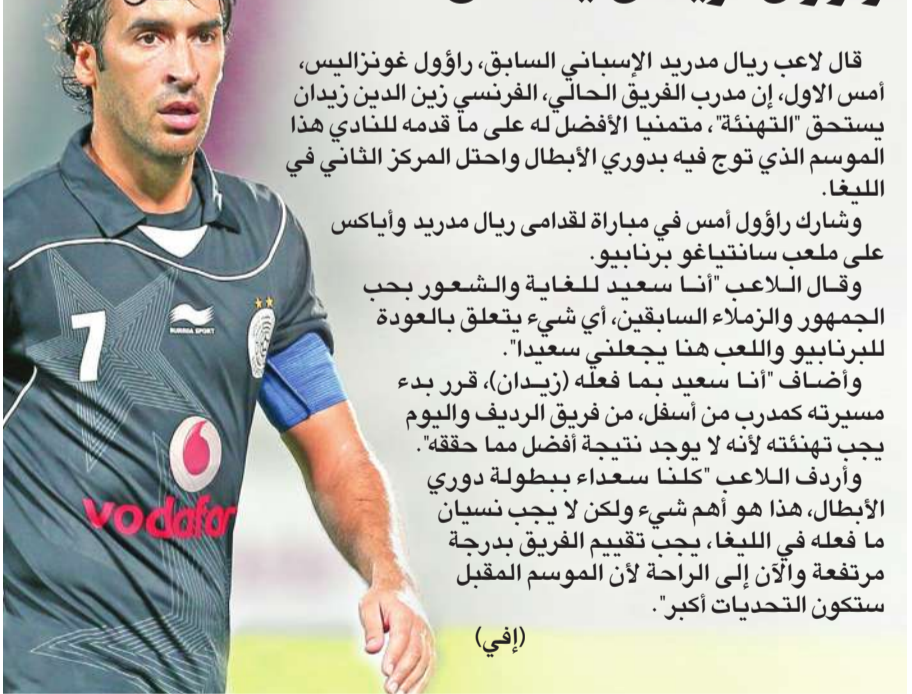 قال لاعب ريال مدريد الإسباني السابق، راؤول غونزاليس،
أمس الاول، إن مدرب الفريق الحالي، الفرنسي زين الدين زيدان
يستحق "التهنئة"، متمنيا الأفضل له على ما قدمه للنادي هذا
الموسم الذي توج فيه بدوري الأبطال واحتل المركز الثاني في
الليغا.
وشارك راؤول أمس في مباراة لقدامى ريال مدريد وأياكس
على ملعب سانتياغو برنابيو.
وقال اللاعب "أنا سعيد للغاية والشعور بحب
الجمهور والزملاء السابقين، أي شيء يتعلق بالعودة
للبرنابيو واللعب هنا يجعلني سعيدا".
وأضاف "أنا سعيد بما فعله (زيدان)، قرر بدء
مسيرته كمدرب من أسفل، من فريق الرديف واليوم
يجب تهنئته لأنه لا يوجد نتيجة أفضل مما حققه".
وأردف اللاعب "كلنا سعداء ببطولة دوري
الأبطال، هذا هو أهم شيء ولكن لا يجب نسيان
ما فعله في الليغا، يجب تقييم الفريق بدرجة
مرتفعة والآن إلى الراحة لأن الموسم المقبل
ستكون التحديات أكبر".
(إفي)
7
BURRDA SPORT
vodafor